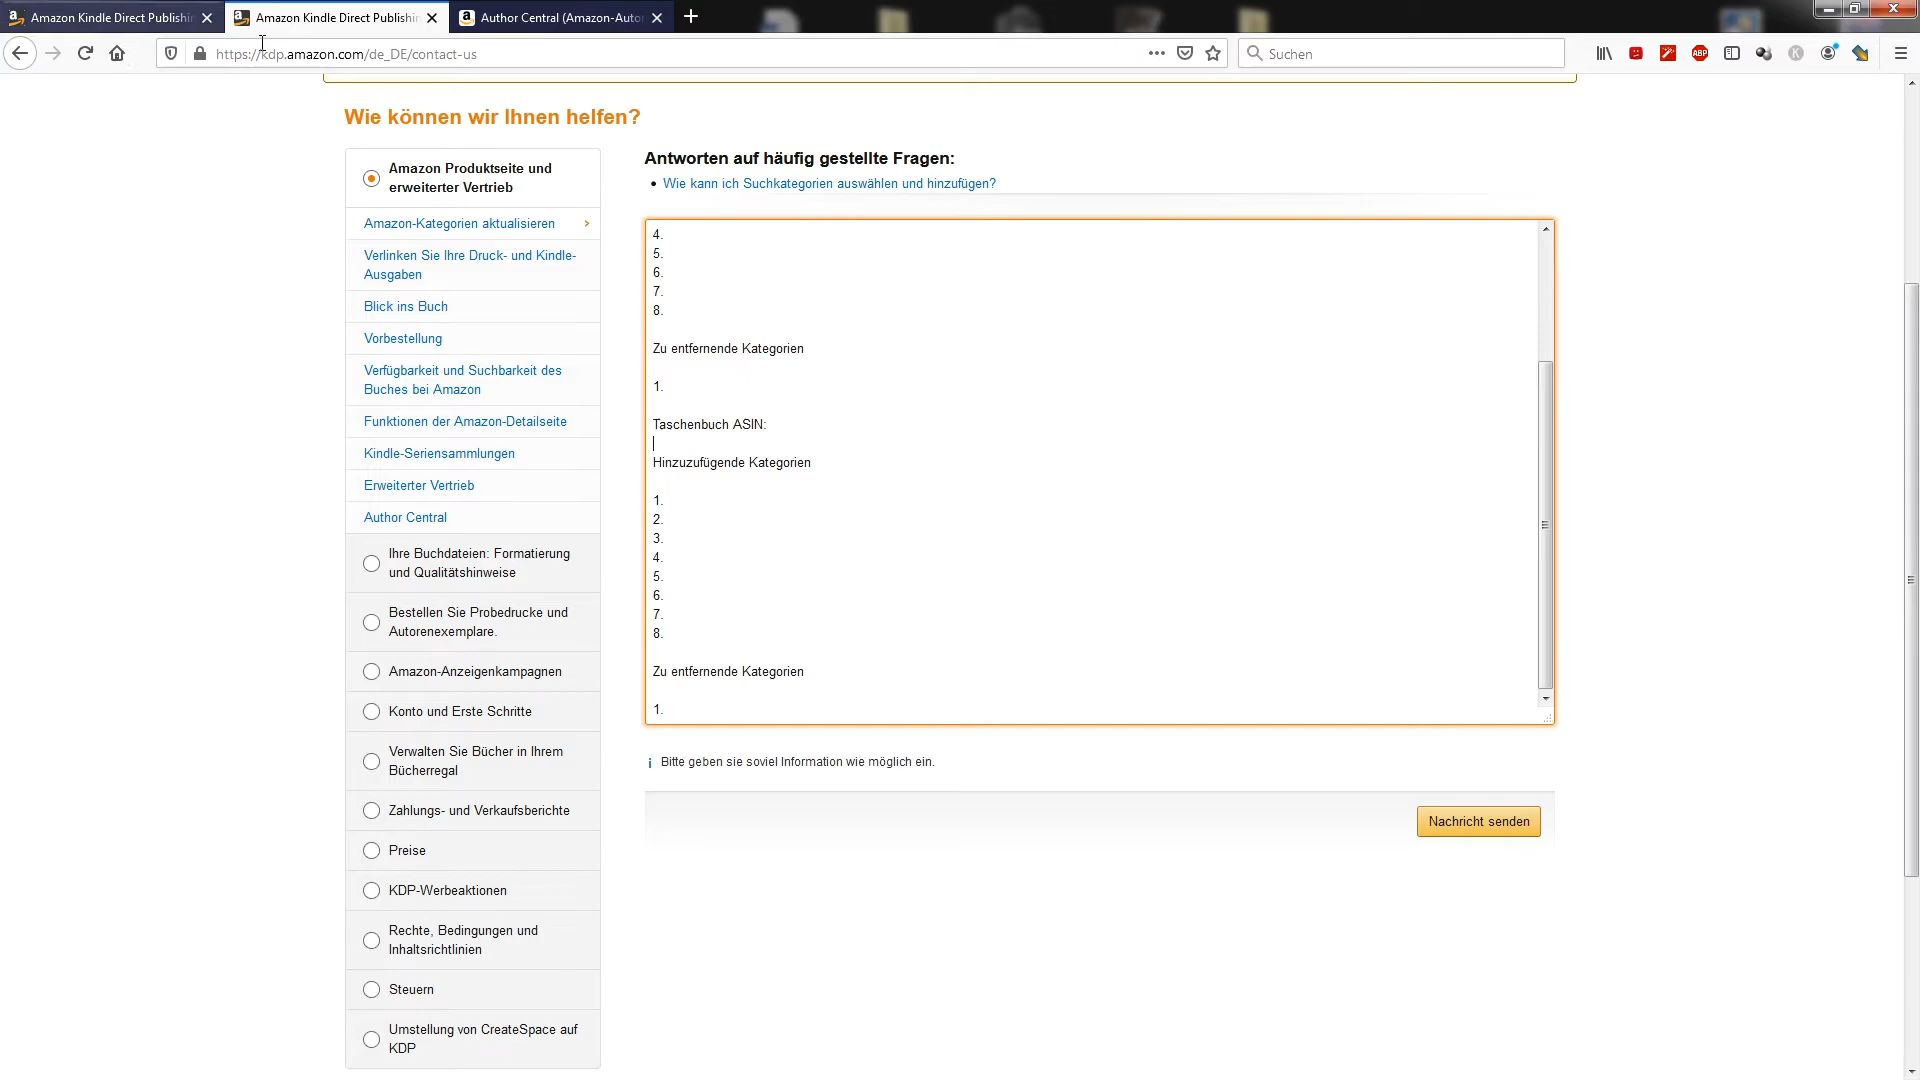 Amazon Kindle Direct Publishin
Amazon Kindle Direct Publishin
Author Central (Amazon-Autor
https://kdp.amazon.com/de_DE/contact-us
Suchen
ABP
K
Wie können wir Ihnen helfen?
Amazon Produktseite und
erweiterter Vertrieb
Amazon-Kategorien aktualisieren
Verlinken Sie Ihre Druck- und Kindle-
Ausgaben
Blick ins Buch
Vorbestellung
Verfügbarkeit und Suchbarkeit des
Buches bei Amazon
Funktionen der Amazon-Detailseite
Kindle-Seriensammlungen
Erweiterter Vertrieb
Author Central
Ihre Buchdateien: Formatierung
und Qualitätshinweise
Bestellen Sie Probedrucke und
Autorenexemplare.
Amazon-Anzeigenkampagnen
Konto und Erste Schritte
Verwalten Sie Bücher in Ihrem
Bücherregal
Zahlungs- und Verkaufsberichte
Preise
KDP-Werbeaktionen
Rechte, Bedingungen und
Inhaltsrichtlinien
Steuern
Umstellung von CreateSpace auf
KDP
Antworten auf häufig gestellte Fragen:
Wie kann ich Suchkategorien auswählen und hinzufügen?
4.
5.
6.
7.
8.
Zu entfernende Kategorien
1.
Taschenbuch ASIN:
Hinzuzufügende Kategorien
1.
2.
3.
4.
5.
6.
7.
8.
Zu entfernende Kategorien
1.
i Bitte geben sie soviel Information wie möglich ein.
Nachricht senden